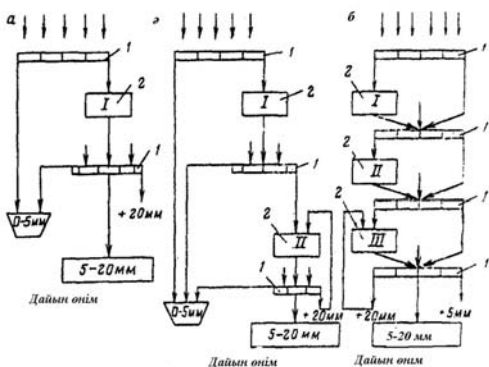 а
1
I
2
1
0-5мм
+20мм
5-20мм
Дайын өнім
э
1
I
2
1
2
II
1
0-5мм
+20мм
5-20мм
Дайын өнім
б
1
2
I
1
2
II
1
2
III
1
+20мм
+5мм
5-20 мм
Дайын өнім